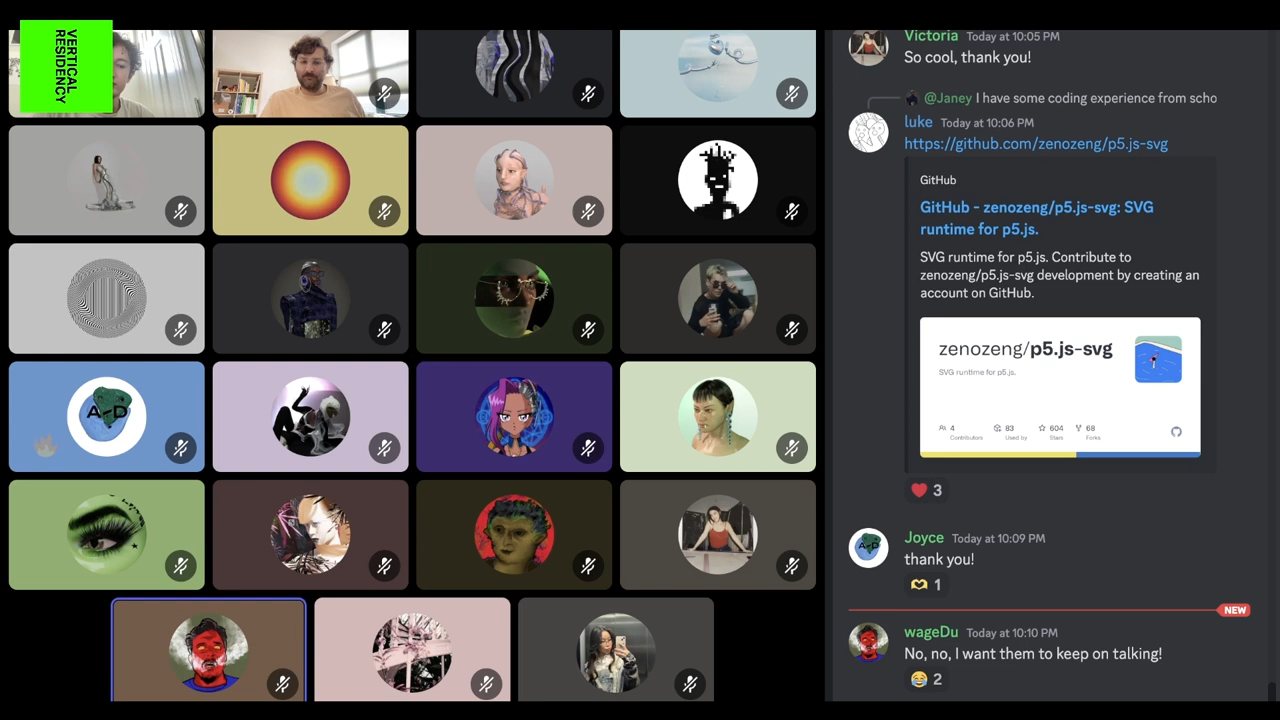 VERTICAL
RESIDENCY
A-D
Victoria Today at 10:05 PM
So cool, thank you!
@Janey I have some coding experience from scho
luke Today at 10:06 PM
https://github.com/zenozeng/p5.js-svg
GitHub
GitHub - zenozeng/p5.js-svg: SVG
runtime for p5.js.
SVG runtime for p5.js. Contribute to
zenozeng/p5.js-svg development by creating an
account on GitHub.
zenozeng/p5.js-svg
SVG runtime for p5.js.
4 83 604 68
Contributors Used by Stars Forks
3
Joyce Today at 10:09 PM
thank you!
1
NEW
wageDu Today at 10:10 PM
No, no, I want them to keep on talking!
2